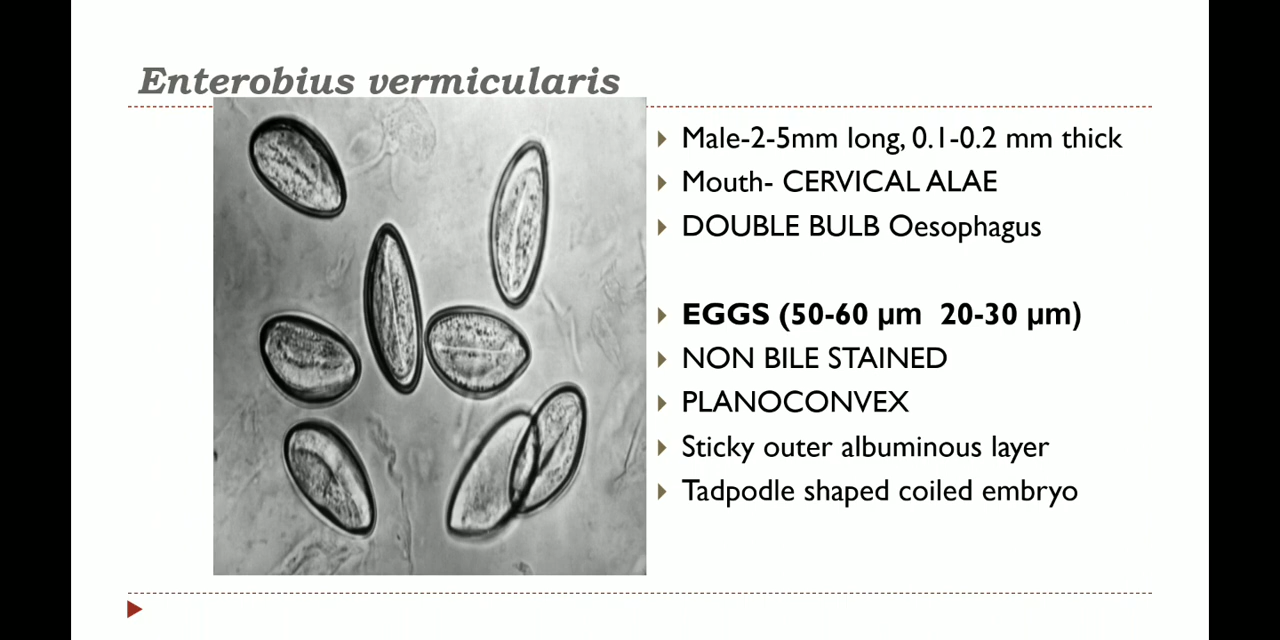 Enterobius vermicularis
Male-2-5mm long, 0.1-0.2 mm thick
Mouth- CERVICAL ALAE
DOUBLE BULB Oesophagus
EGGS (50-60 µm 20-30 µm)
NON BILE STAINED
PLANOCONVEX
Sticky outer albuminous layer
Tadpodle shaped coiled embryo